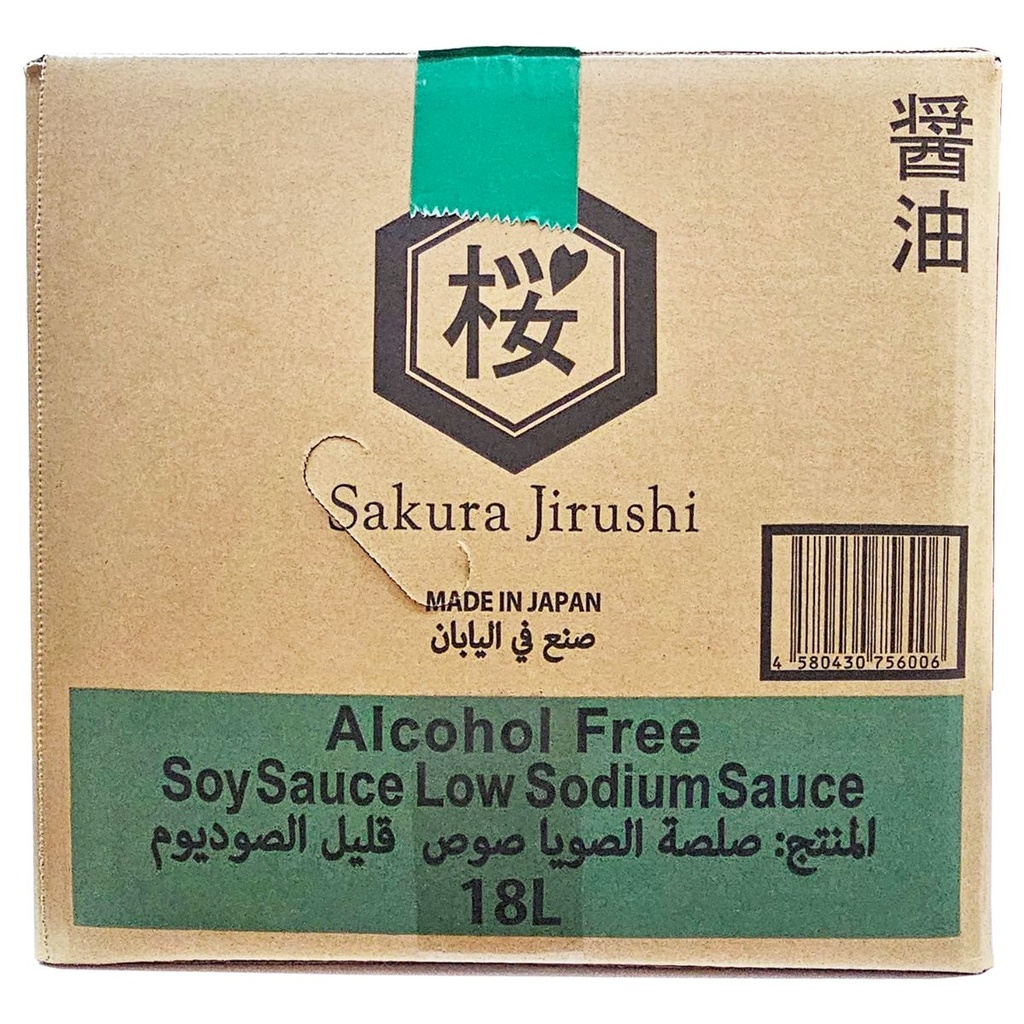 醤油
桜
Sakura Jirushi
MADE IN JAPAN
صنع في اليابان
4 580430 756006
Alcohol Free
Soy Sauce Low Sodium Sauce
المنتج: صلصة الصويا صوص قليل الصوديوم
18L